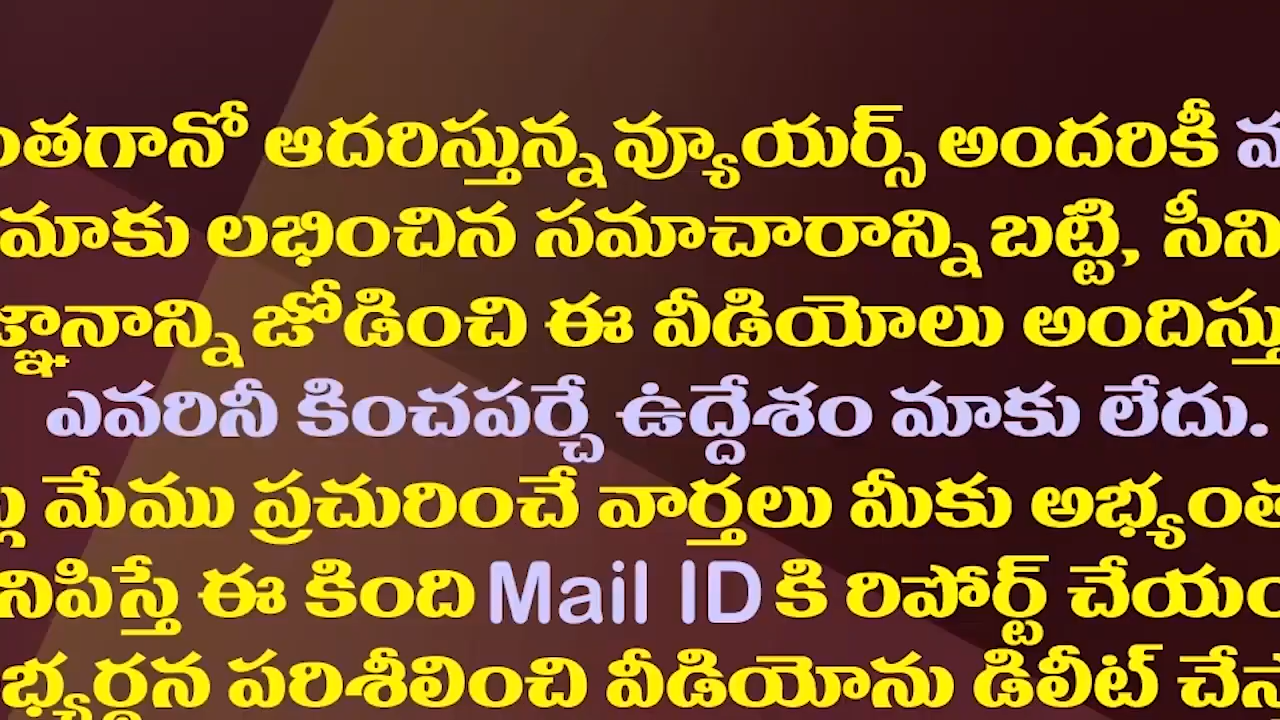 ఆదరిస్తున్న వ్యూయర్స్ అందరికీ
మాకు లభించిన సమాచారాన్ని బట్టి, సీని
జోడించి ఈ వీడియోలు
ఎవరినీ కించపర్చే ఉద్దేశం మాకు లేదు.
మేము ప్రచురించే వార్తలు మీకు
ఈ కింది Mail ID కి రిపోర్ట్
పరిశీలించి వీడియోను డిలీట్